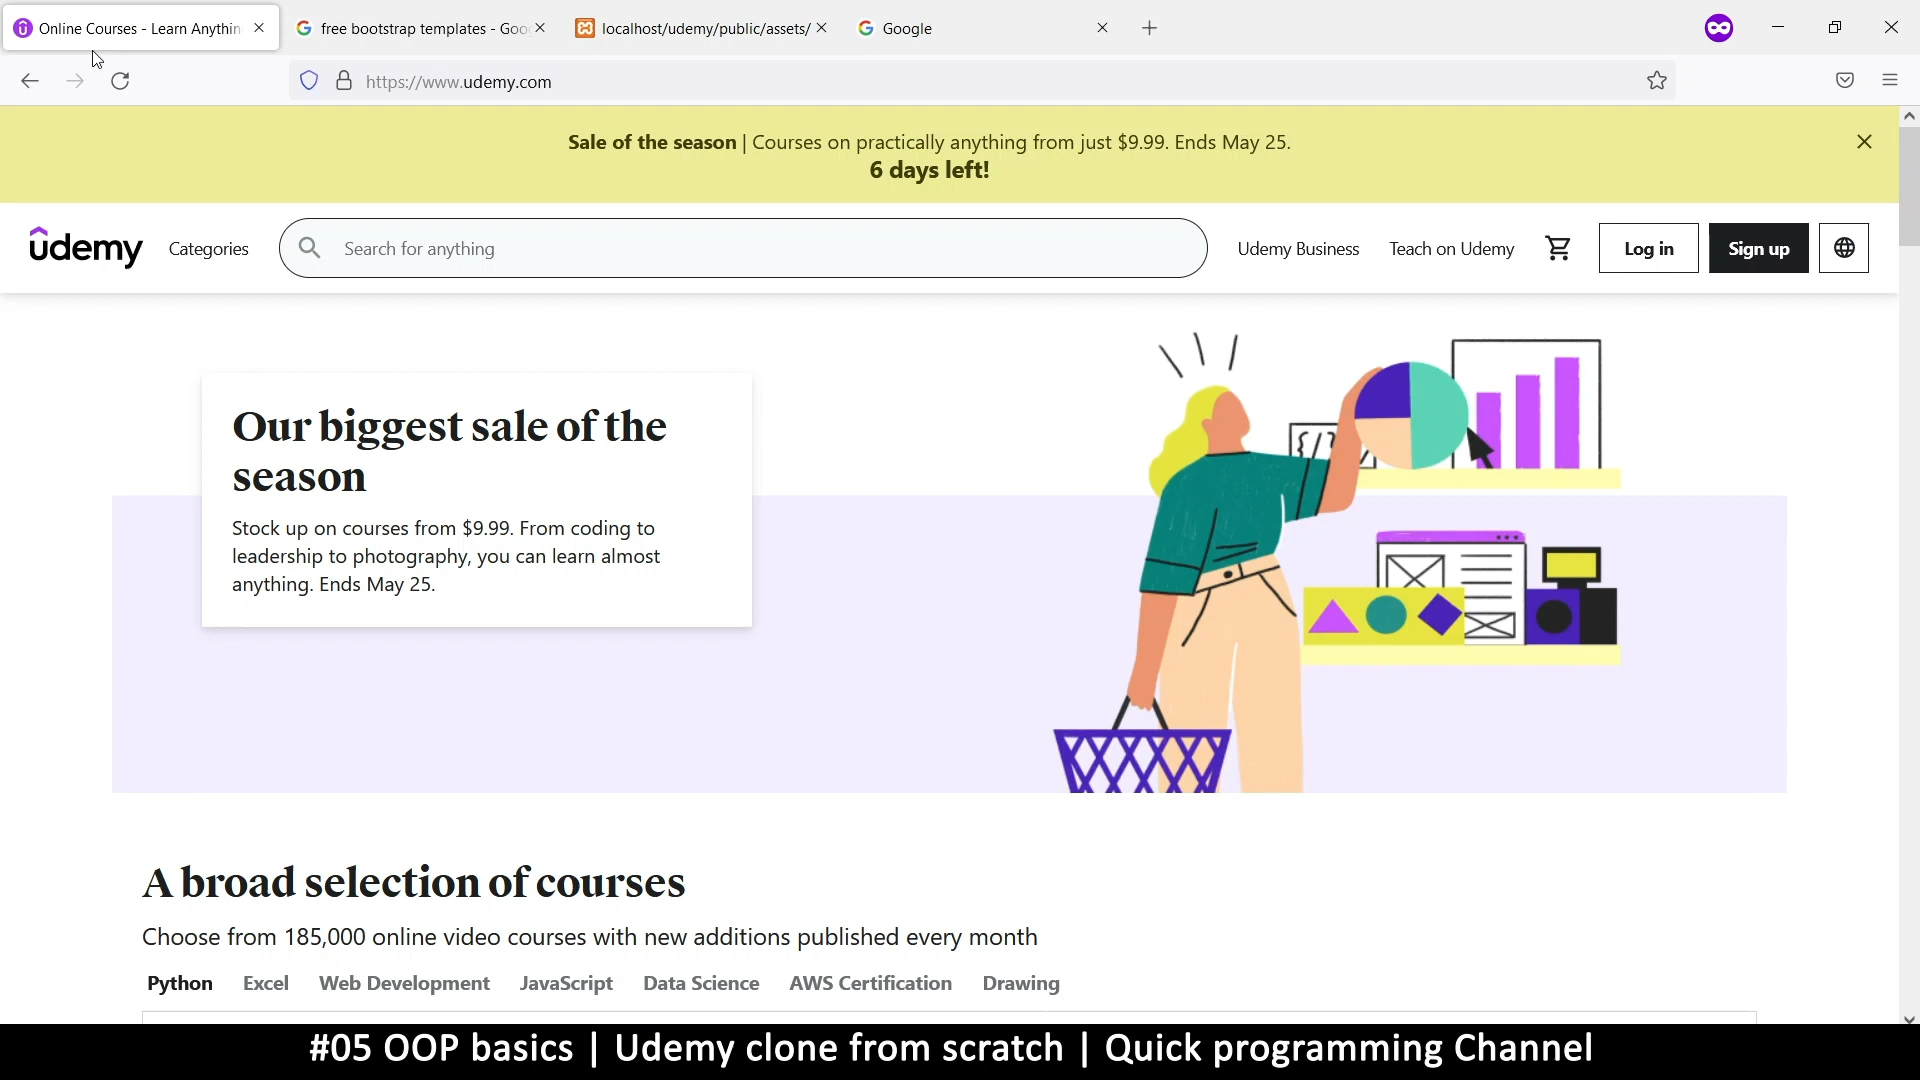 Online Courses - Learn Anythin
free bootstrap templates - Goo
localhost/udemy/public/assets/
Google
https://www.udemy.com
Sale of the season | Courses on practically anything from just $9.99. Ends May 25.
6 days left!
udemy
Categories
Search for anything
Udemy Business
Teach on Udemy
Log in
Sign up
Our biggest sale of the
season
Stock up on courses from $9.99. From coding to
leadership to photography, you can learn almost
anything. Ends May 25.
A broad selection of courses
Choose from 185,000 online video courses with new additions published every month
Python Excel Web Development JavaScript Data Science AWS Certification Drawing
#05 OOP basics | Udemy clone from scratch | Quick programming Channel